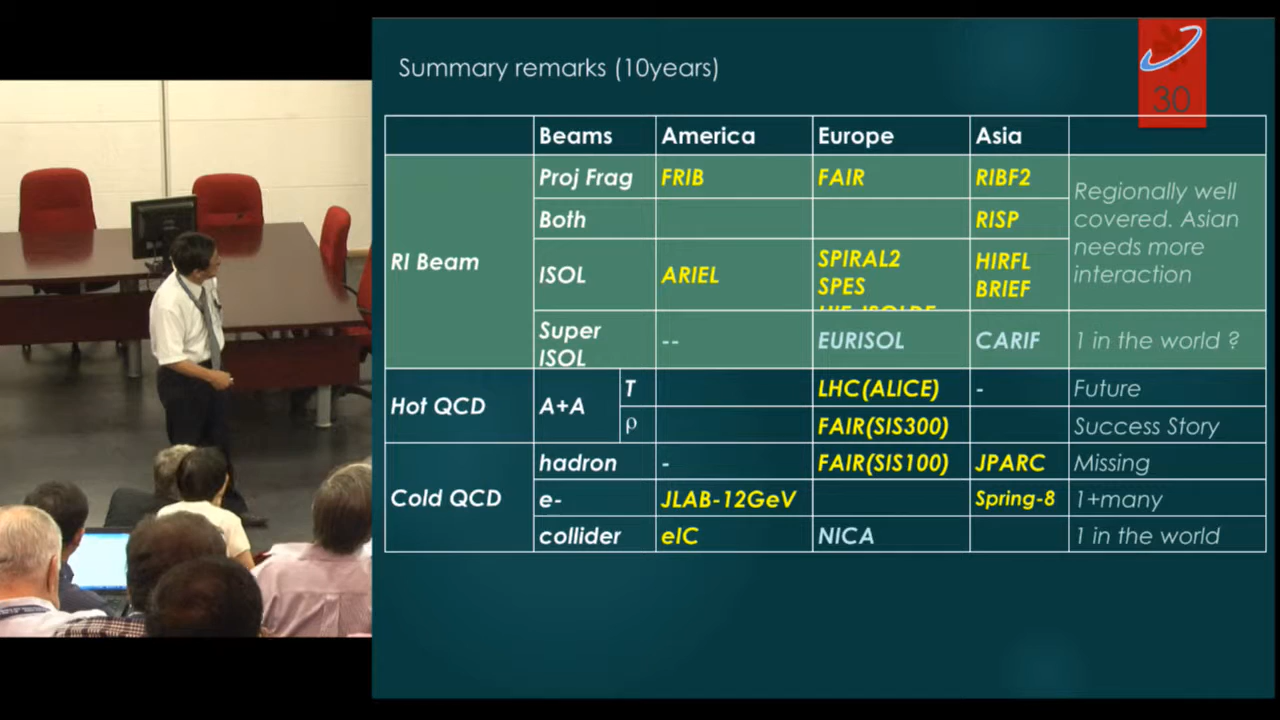 Summary remarks (10years)
30
Beams America Europe Asia
RI Beam
Proj Frag FRIB FAIR RIBF2
Regionally well
covered. Asian
needs more
interaction
Both RISP
ISOL ARIEL
SPIRAL2
SPES
HIRFL
BRIEF
Super
ISOL
-- EURISOL CARIF 1 in the world ?
Hot QCD A+A
T LHC(ALICE) - Future
ρ FAIR(SIS300) Success Story
Cold QCD
hadron - FAIR(SIS100) JPARC Missing
e- JLAB-12GeV Spring-8 1+many
collider eIC NICA 1 in the world